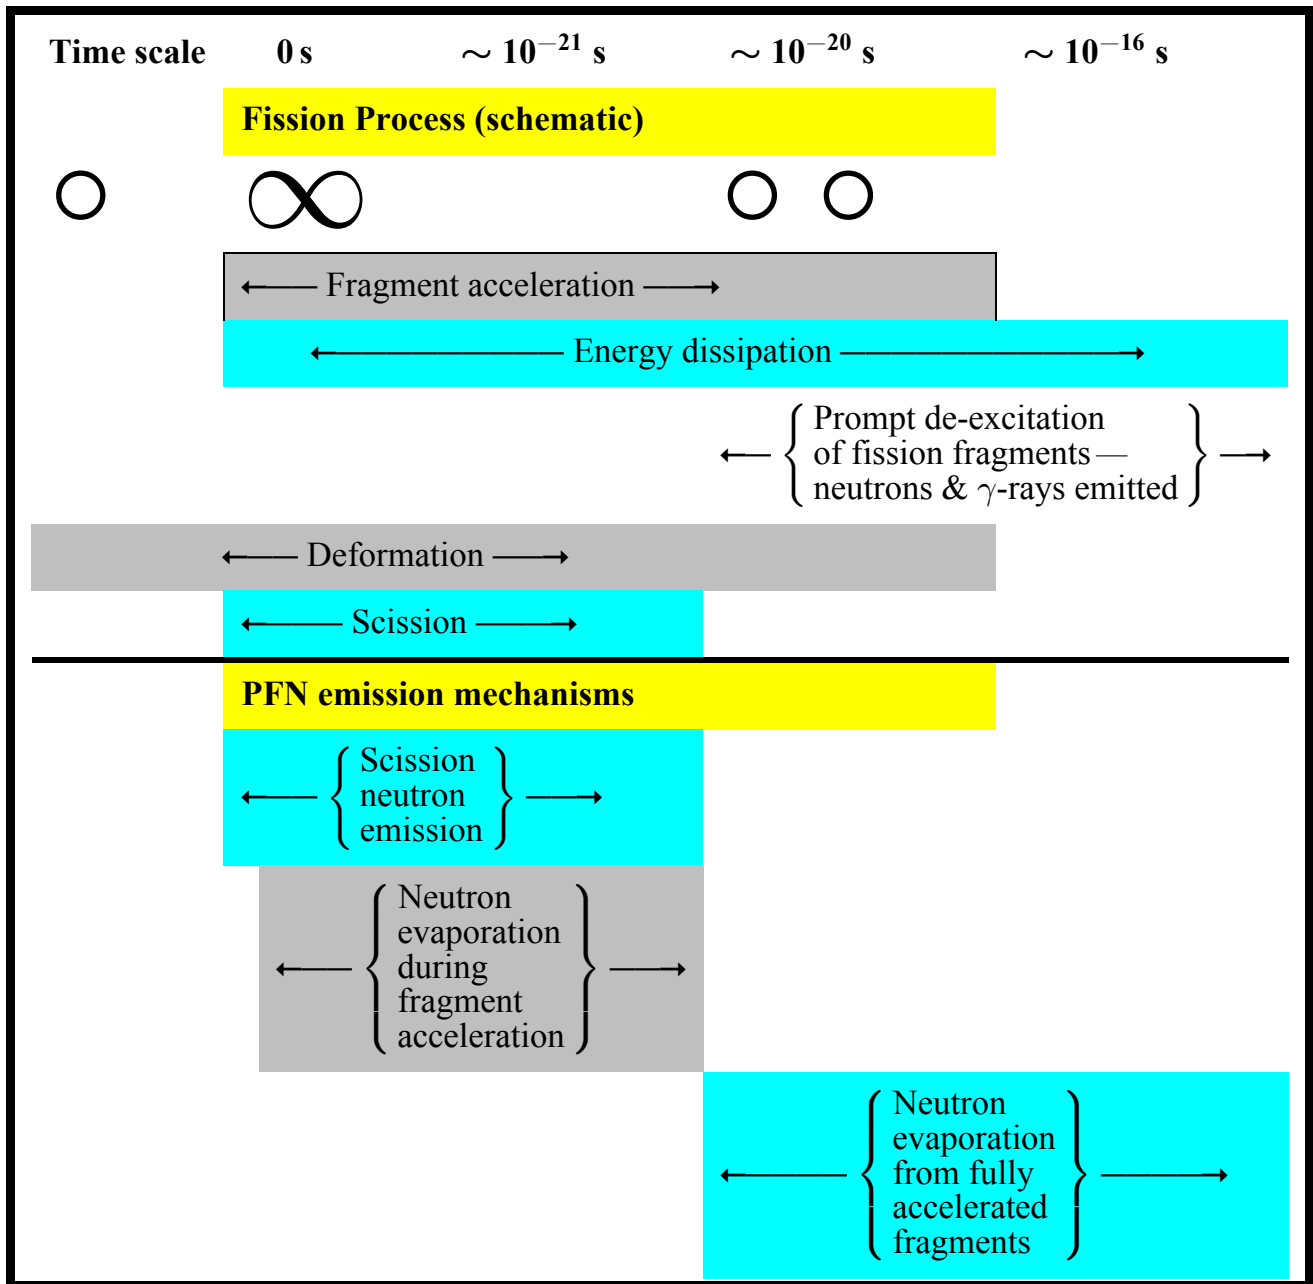 Time scale 0 s ∼ 10⁻²¹ s ∼ 10⁻²⁰ s ∼ 10⁻¹⁶ s
Fission Process (schematic)
Fragment acceleration
Energy dissipation
Prompt de-excitation
of fission fragments —
neutrons & γ-rays emitted
Deformation
Scission
PFN emission mechanisms
Scission
neutron
emission
Neutron
evaporation
during
fragment
acceleration
Neutron
evaporation
from fully
accelerated
fragments